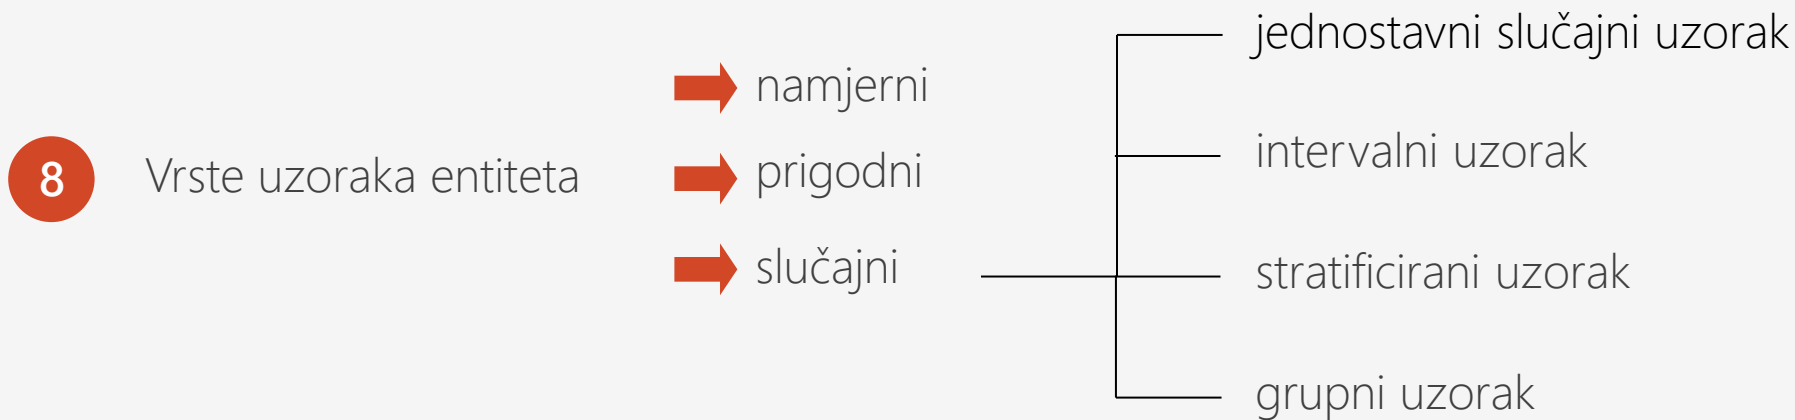 8
Vrste uzoraka entiteta
namjerni
prigodni
slučajni
jednostavni slučajni uzorak
intervalni uzorak
stratificirani uzorak
grupni uzorak